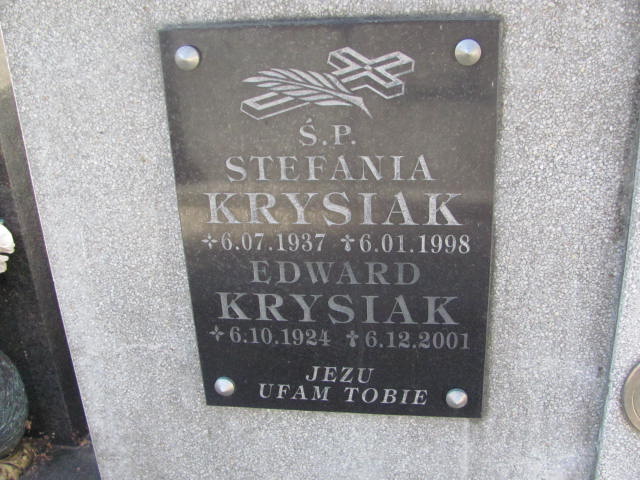 Ś.P.
STEFANIA
KRYSIAK
✢6.07.1937 ✝6.01.1998
EDWARD
KRYSIAK
✢6.10.1924 ✝6.12.2001
JEZU
UFAM TOBIE